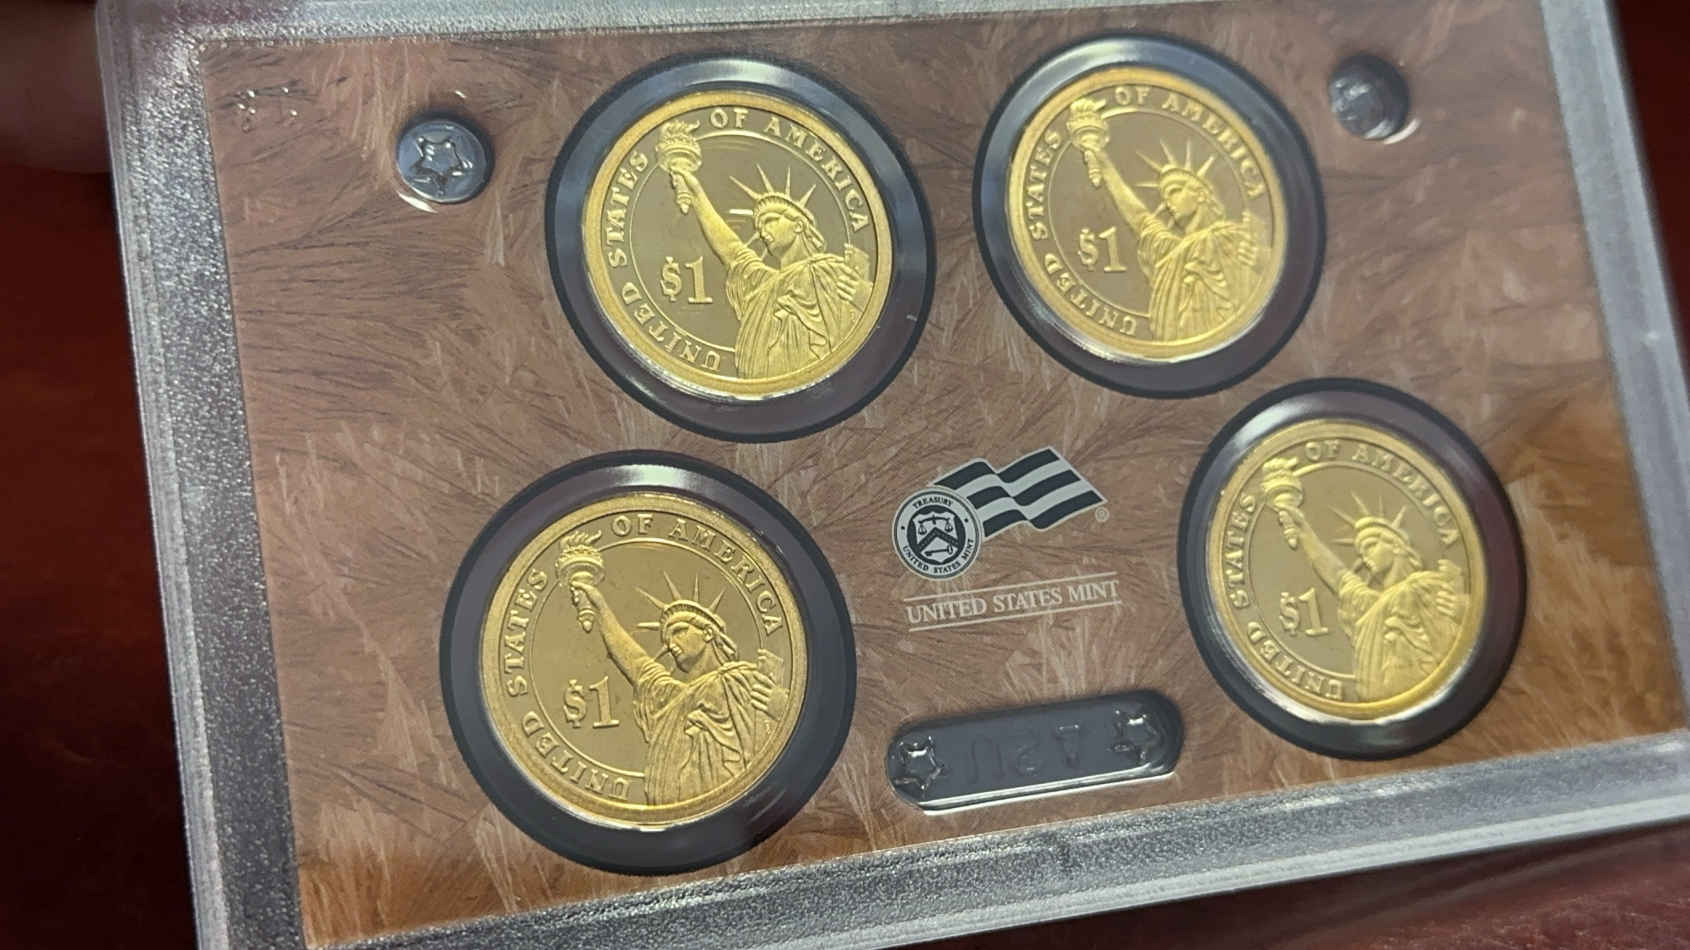 UNITED STATES OF AMERICA
$1
UNITED STATES OF AMERICA
$1
UNITED STATES OF AMERICA
$1
TREASURY
UNITED STATES MINT
®
UNITED STATES MINT
UNITED STATES OF AMERICA
$1
USA